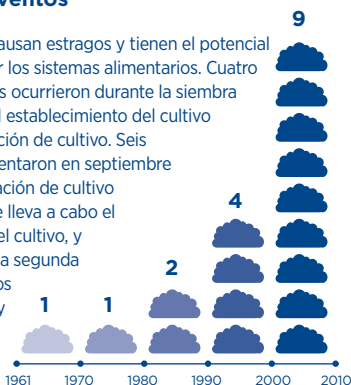 ventos
9
ausan estragos y tienen el potencial
r los sistemas alimentarios. Cuatro
s ocurrieron durante la siembra
l establecimiento del cultivo
ción de cultivo. Seis
entaron en septiembre
ación de cultivo
e lleva a cabo el
el cultivo, y
a segunda
os
y
4
2
1 1
1961 1970 1980 1990 2000 2010